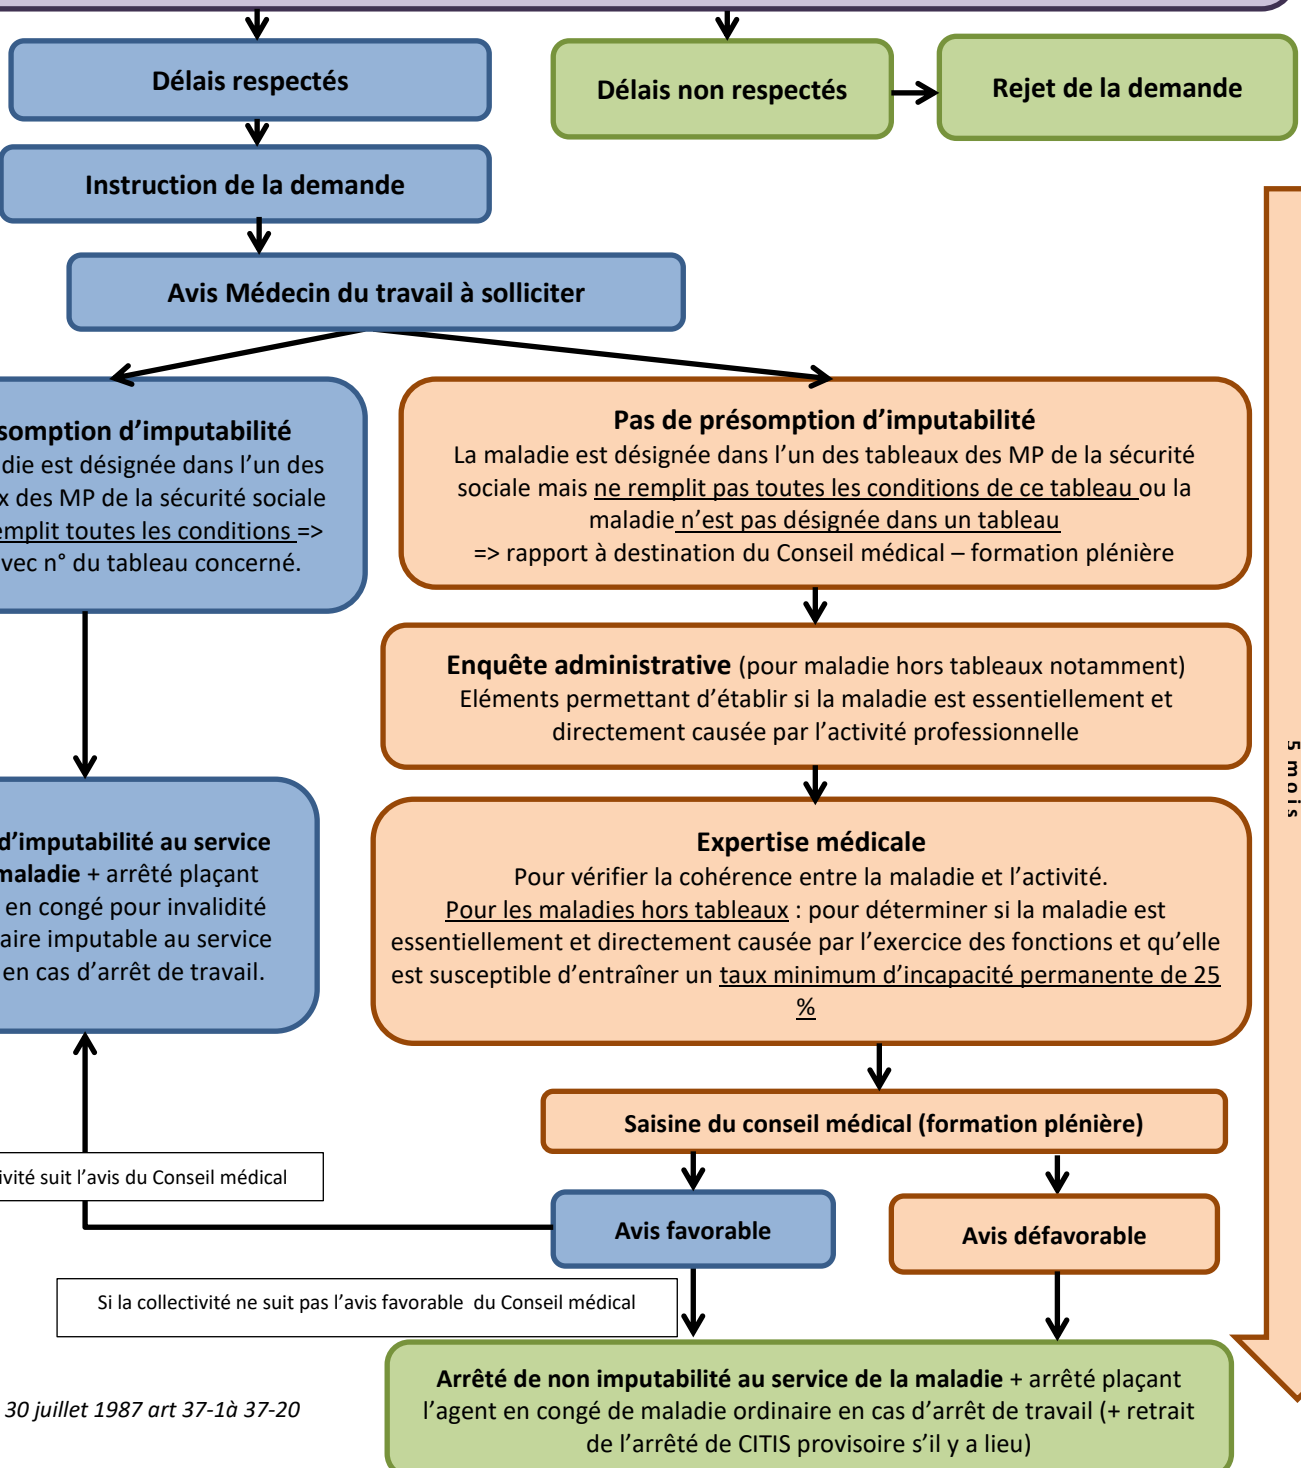 Délais respectés
Délais non respectés
Rejet de la demande
Instruction de la demande
Avis Médecin du travail à solliciter
somption d’imputabilité
die est désignée dans l’un des
x des MP de la sécurité sociale
emplit toutes les conditions =>
vec n° du tableau concerné.
Pas de présomption d’imputabilité
La maladie est désignée dans l’un des tableaux des MP de la sécurité
sociale mais ne remplit pas toutes les conditions de ce tableau ou la
maladie n’est pas désignée dans un tableau
=> rapport à destination du Conseil médical – formation plénière
Enquête administrative (pour maladie hors tableaux notamment)
Eléments permettant d’établir si la maladie est essentiellement et
directement causée par l’activité professionnelle
5 mois
d’imputabilité au service
maladie + arrêté plaçant
en congé pour invalidité
aire imputable au service
en cas d’arrêt de travail.
Expertise médicale
Pour vérifier la cohérence entre la maladie et l’activité.
Pour les maladies hors tableaux : pour déterminer si la maladie est
essentiellement et directement causée par l’exercice des fonctions et qu’elle
est susceptible d’entraîner un taux minimum d’incapacité permanente de 25
%
Saisine du conseil médical (formation plénière)
ivité suit l’avis du Conseil médical
Avis favorable
Avis défavorable
Si la collectivité ne suit pas l’avis favorable  du Conseil médical
Arrêté de non imputabilité au service de la maladie + arrêté plaçant
l’agent en congé de maladie ordinaire en cas d’arrêt de travail (+ retrait
de l’arrêté de CITIS provisoire s’il y a lieu)
30 juillet 1987 art 37-1à 37-20